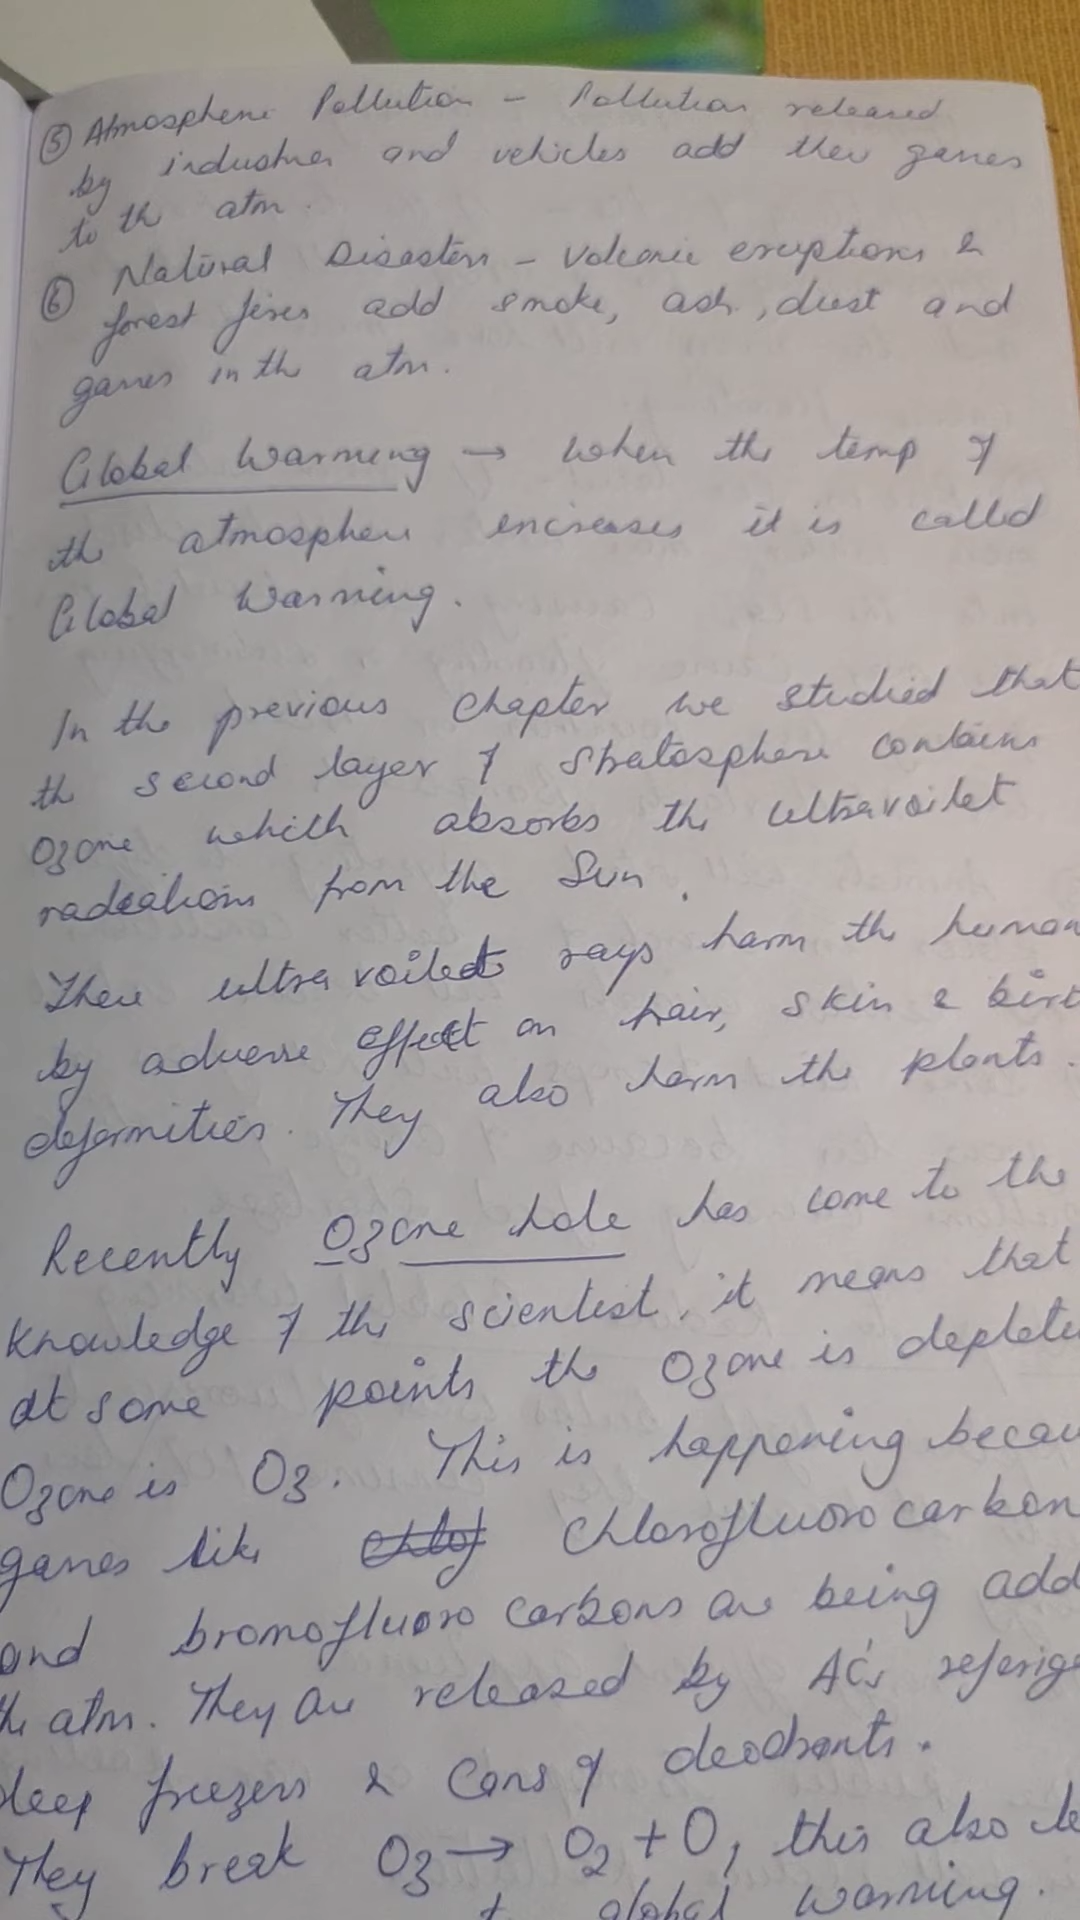 ⑤ Atmosphere Pollution - Pollution released
by industries and vehicles add their gases
to the atm.
⑥ Natural Disasters - Volcanic eruptions &
forest fires add smoke, ash, dust and
gases in the atm.
Global Warming → when the temp of
the atmosphere increases it is called
Global Warming.
In the previous chapter we studied that
the second layer of Stratosphere contains
Ozone which absorbs the ultravoilet
radiations from the Sun.
These ultra voilet rays harm the human
by adverse effect on hair, skin & birt
deformities. They also harm the plants.
Recently Ozone hole has come to the
knowledge of the scientist, it means that
at some points the Ozone is deplete
Ozone is O3. This is happening becau
gases like chlorofluoro carbon
and bromofluoro carbons are being add
the atm. They are released by AC's referige
deep freezers & Cans of deodrants.
They break O3 → O2 + O, this also le
global warming.